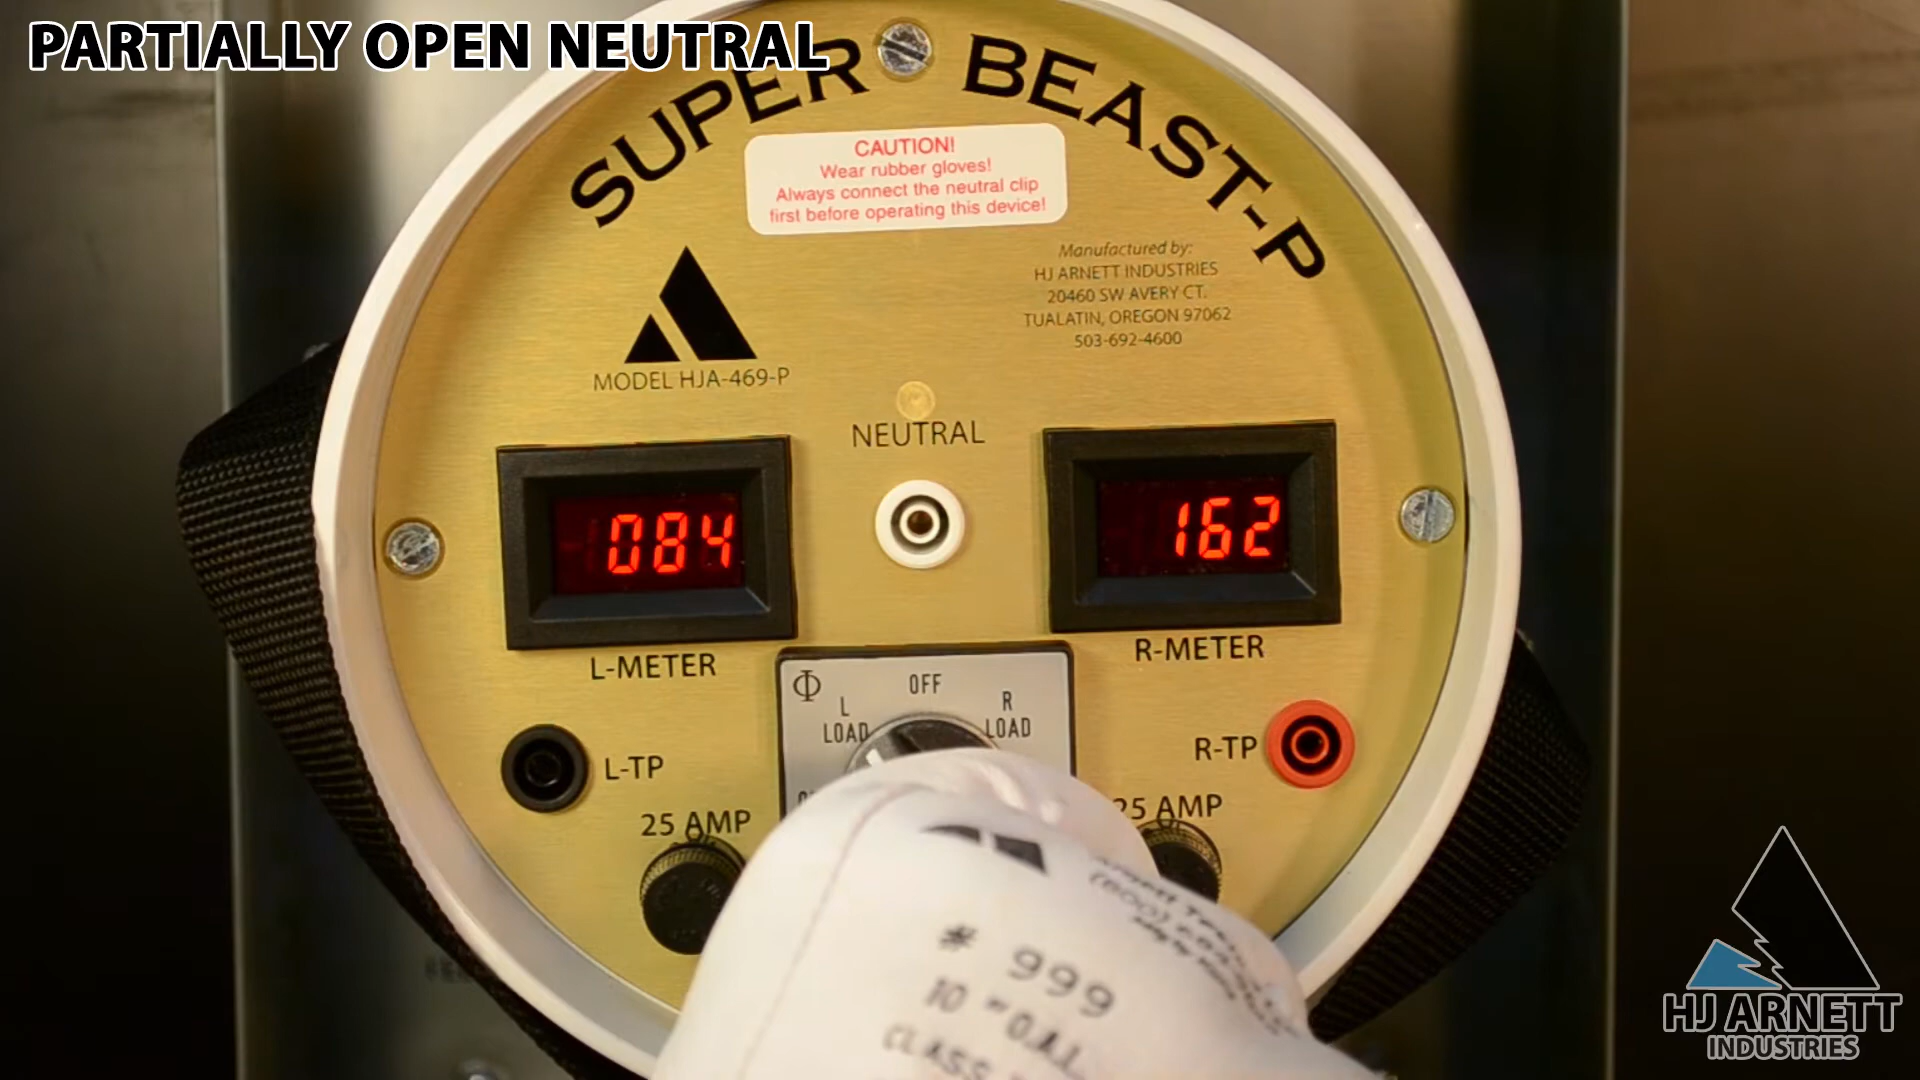 PARTIALLY OPEN NEUTRAL
SUPER BEAST-P
CAUTION!
Wear rubber gloves!
Always connect the neutral clip
first before operating this device!
Manufactured by:
HJ ARNETT INDUSTRIES
20460 SW AVERY CT.
TUALATIN, OREGON 97062
503-692-4600
MODEL HJA-469-P
NEUTRAL
084
162
L-METER
R-METER
Φ
OFF
L
LOAD
R
LOAD
L-TP
R-TP
25 AMP
25 AMP
# 999
10 " O.A.L.
CLASS
HJ ARNETT
INDUSTRIES